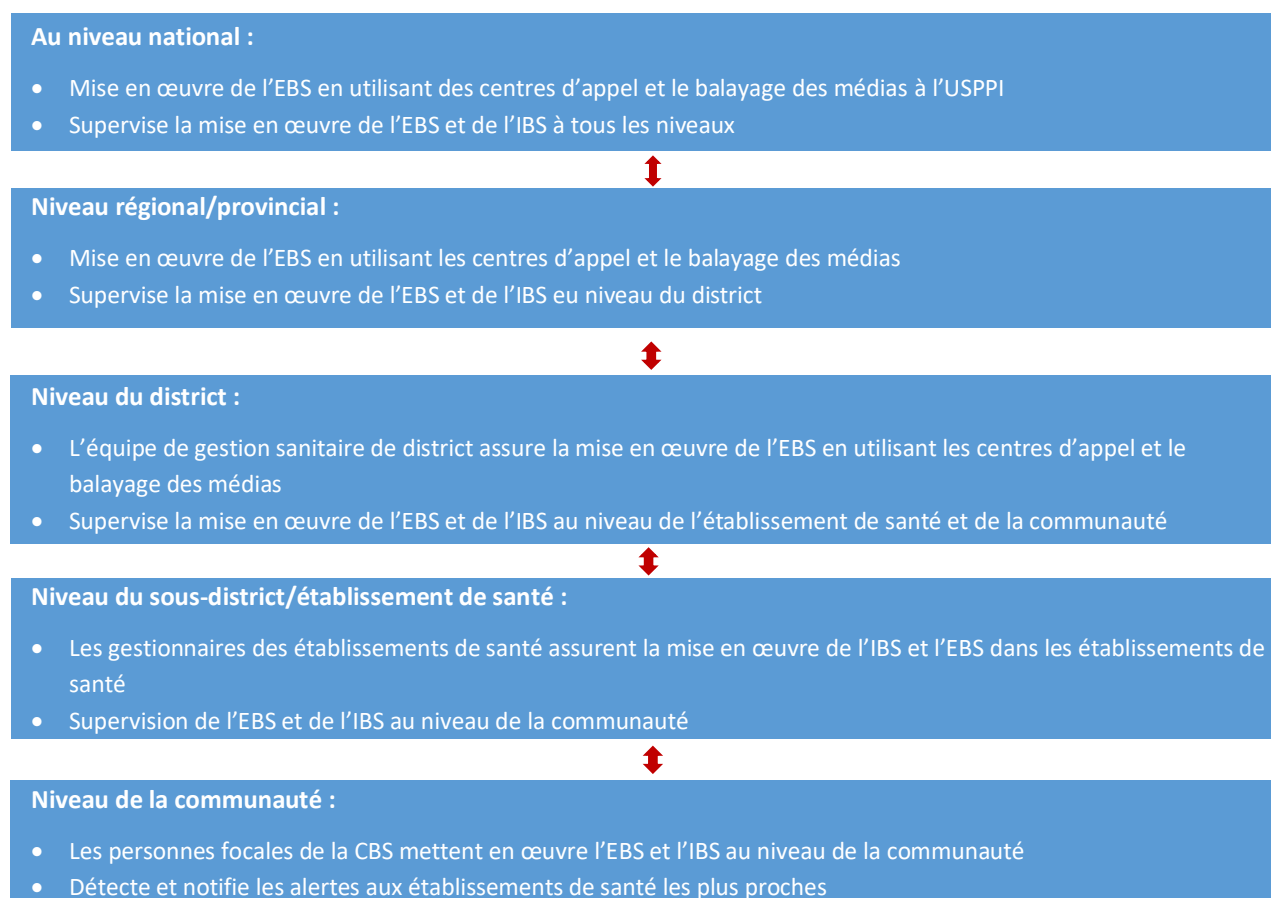 Au niveau national :
• Mise en œuvre de l’EBS en utilisant des centres d’appel et le balayage des médias à l’USPPI
• Supervise la mise en œuvre de l’EBS et de l’IBS à tous les niveaux
Niveau régional/provincial :
• Mise en œuvre de l’EBS en utilisant les centres d’appel et le balayage des médias
• Supervise la mise en œuvre de l’EBS et de l’IBS eu niveau du district
Niveau du district :
• L’équipe de gestion sanitaire de district assure la mise en œuvre de l’EBS en utilisant les centres d’appel et le
balayage des médias
• Supervise la mise en œuvre de l’EBS et de l’IBS au niveau de l’établissement de santé et de la communauté
Niveau du sous-district/établissement de santé :
• Les gestionnaires des établissements de santé assurent la mise en œuvre de l’IBS et l’EBS dans les établissements de
santé
• Supervision de l’EBS et de l’IBS au niveau de la communauté
Niveau de la communauté :
• Les personnes focales de la CBS mettent en œuvre l’EBS et l’IBS au niveau de la communauté
• Détecte et notifie les alertes aux établissements de santé les plus proches